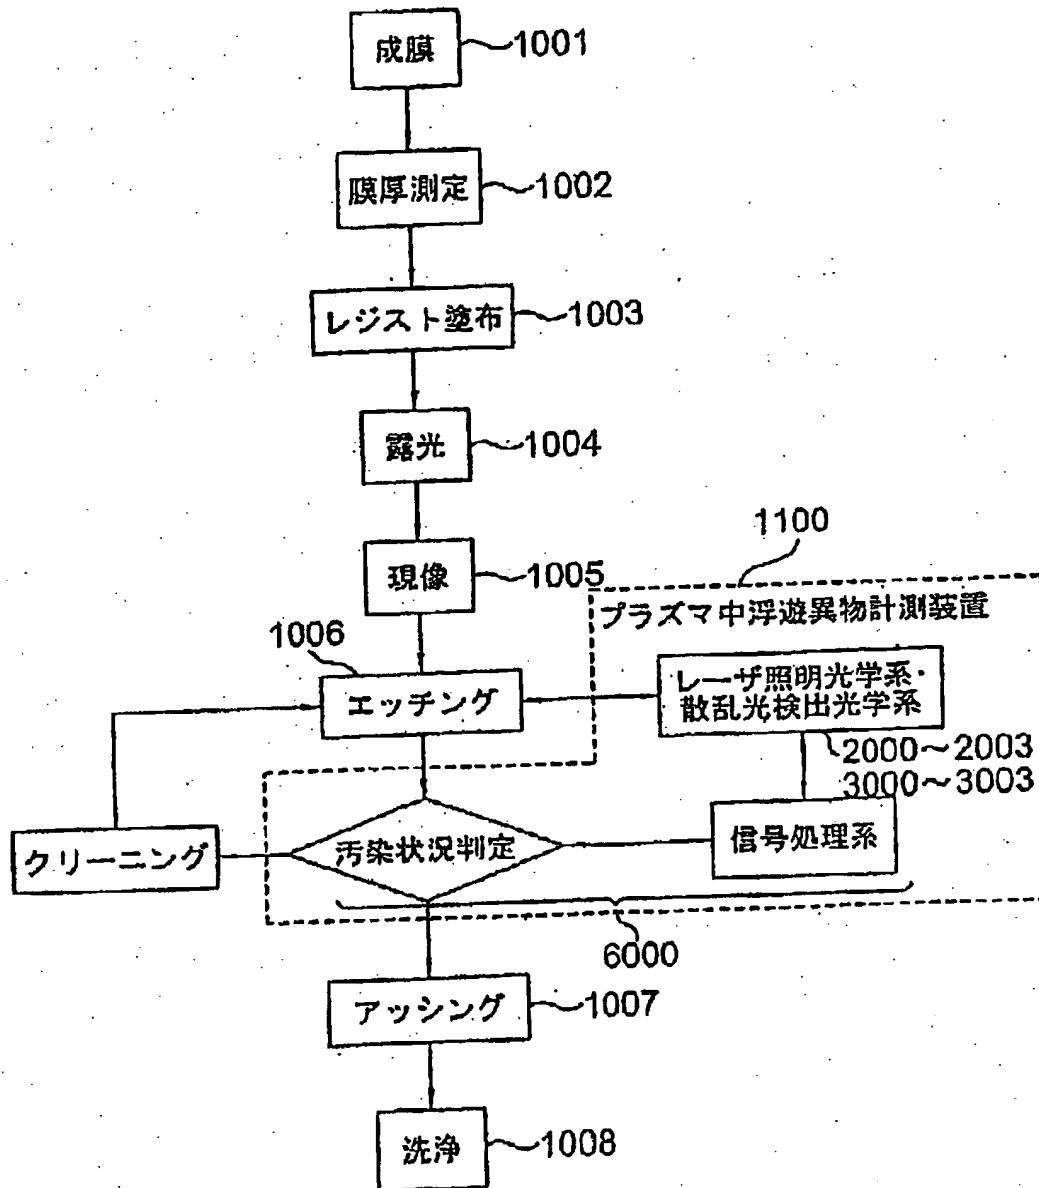 成膜
1001
膜厚測定
1002
レジスト塗布
1003
露光
1004
現像
1005
1100
プラズマ中浮遊異物計測装置
1006
エッチング
レーザ照明光学系・
散乱光検出光学系
2000～2003
3000～3003
クリーニング
汚染状況判定
信号処理系
6000
アッシング
1007
洗浄
1008